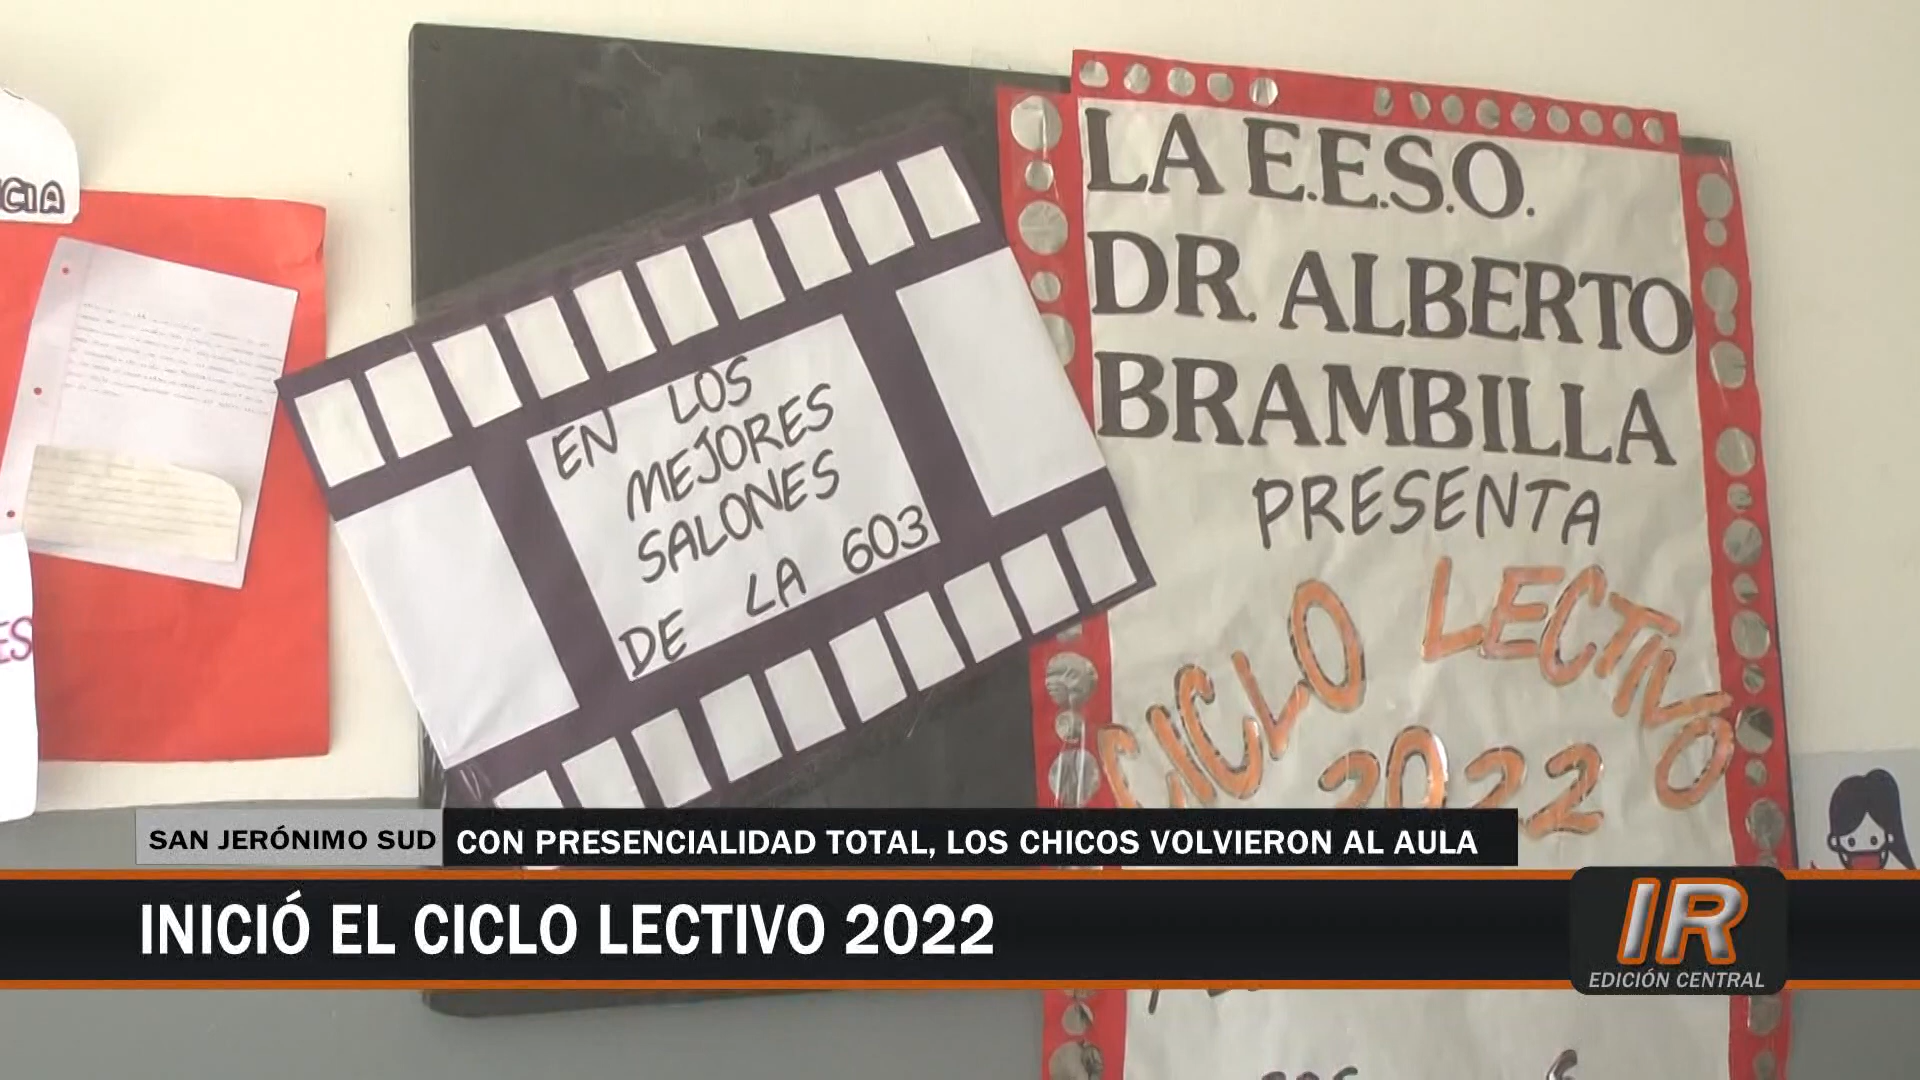 CIA
ES
EN LOS
MEJORES
SALONES
DE LA 603
LA E.E.S.O.
DR. ALBERTO
BRAMBILLA
PRESENTA
CICLO LECTIVO
2022
SAN JERÓNIMO SUD
CON PRESENCIALIDAD TOTAL, LOS CHICOS VOLVIERON AL AULA
INICIÓ EL CICLO LECTIVO 2022
IR
EDICIÓN CENTRAL